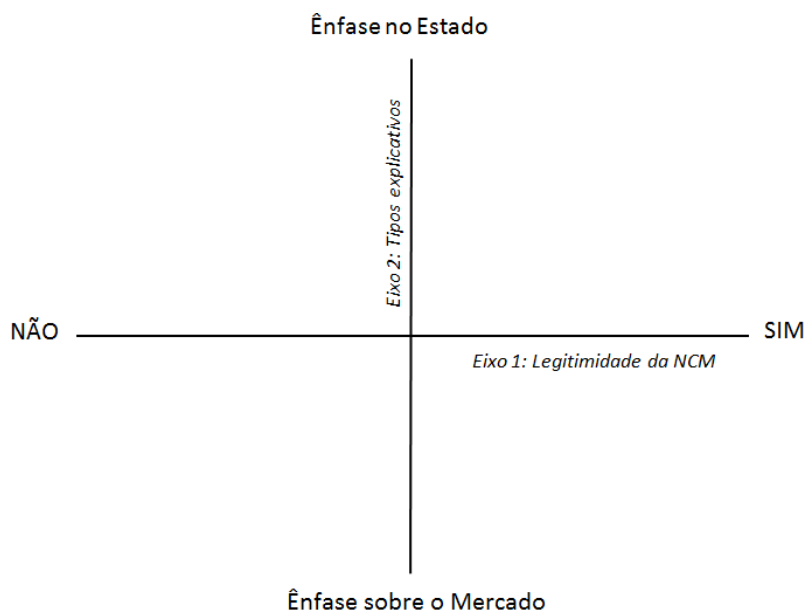 Ênfase no Estado
Eixo 2: Tipos explicativos
NÃO
SIM
Eixo 1: Legitimidade da NCM
Ênfase sobre o Mercado